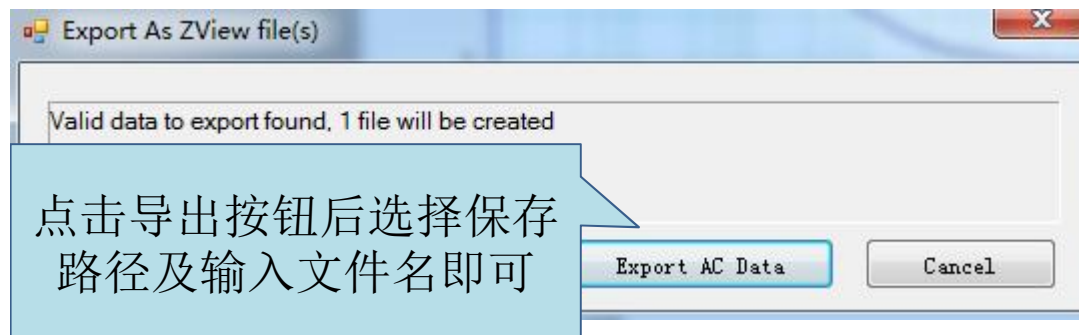 Export As ZView file(s)
Valid data to export found, 1 file will be created
点击导出按钮后选择保存
路径及输入文件名即可
Export AC Data
Cancel